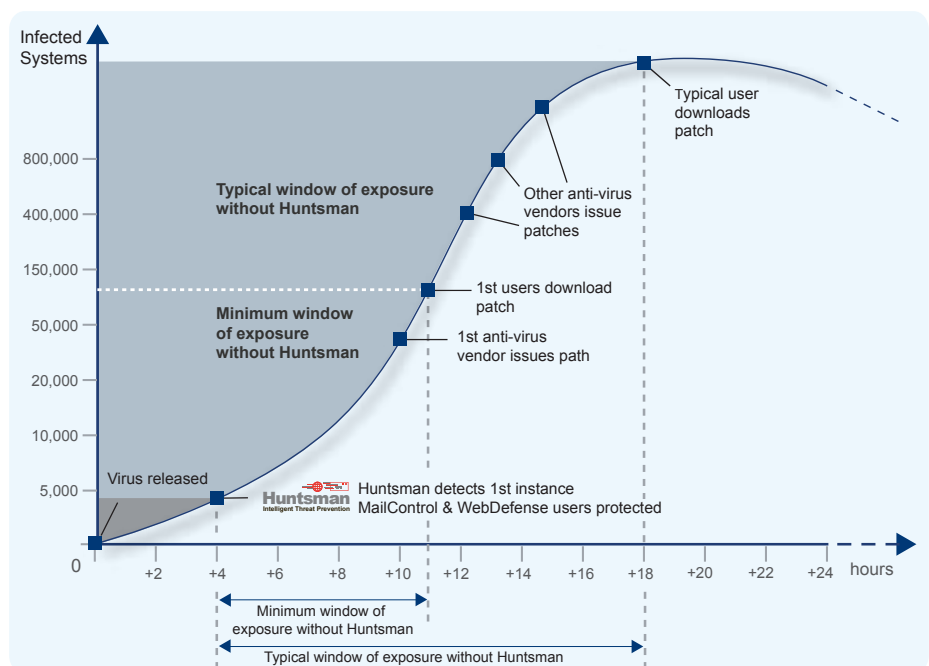 Infected
Systems
800,000
400,000
150,000
50,000
20,000
10,000
5,000
0
Typical window of exposure
without Huntsman
Minimum window
of exposure
without Huntsman
Virus released
Typical user
downloads
patch
Other anti-virus
vendors issue
patches
1st users download
patch
1st anti-virus
vendor issues path
Huntsman
Intelligent Threat Prevention
Huntsman detects 1st instance
MailControl & WebDefense users protected
+2
+4
+6
+8
+10
+12
+14
+16
+18
+20
+22
+24
hours
Minimum window of
exposure without Huntsman
Typical window of exposure without Huntsman